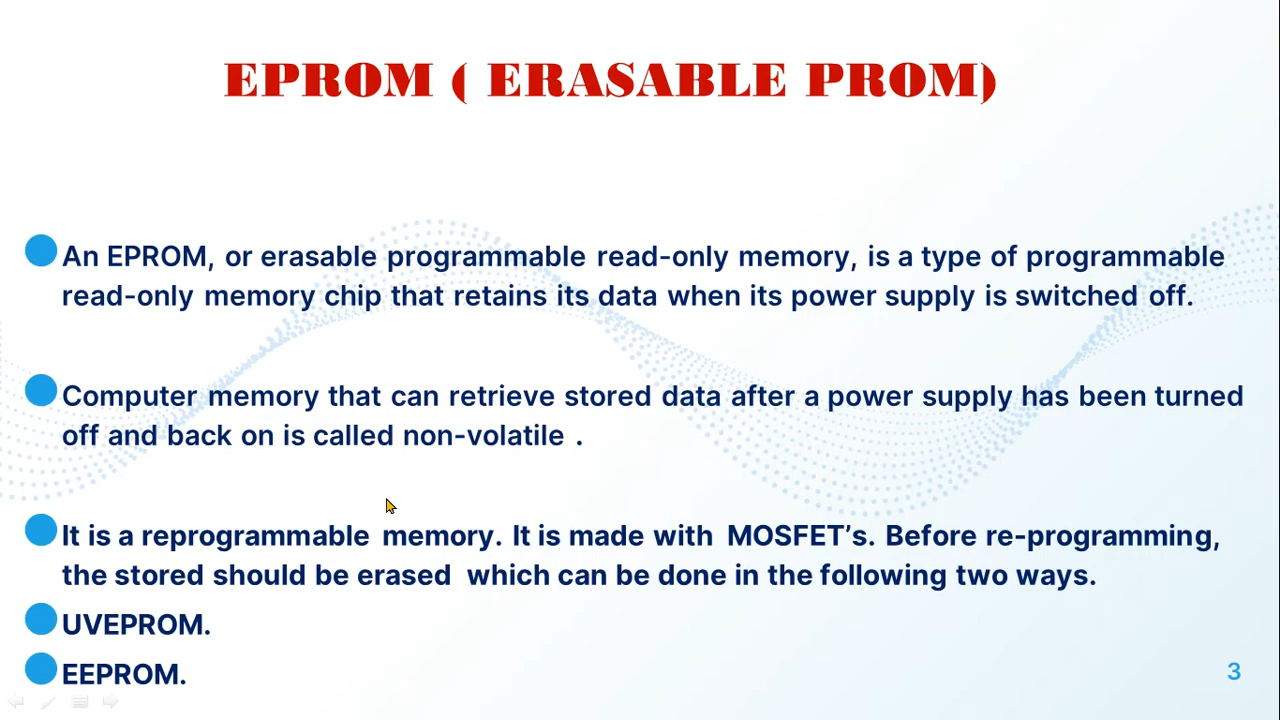 EPROM ( ERASABLE PROM)
An EPROM, or erasable programmable read-only memory, is a type of programmable
read-only memory chip that retains its data when its power supply is switched off.
Computer memory that can retrieve stored data after a power supply has been turned
off and back on is called non-volatile .
It is a reprogrammable memory. It is made with MOSFET’s. Before re-programming,
the stored should be erased which can be done in the following two ways.
UVEPROM.
EEPROM.
3